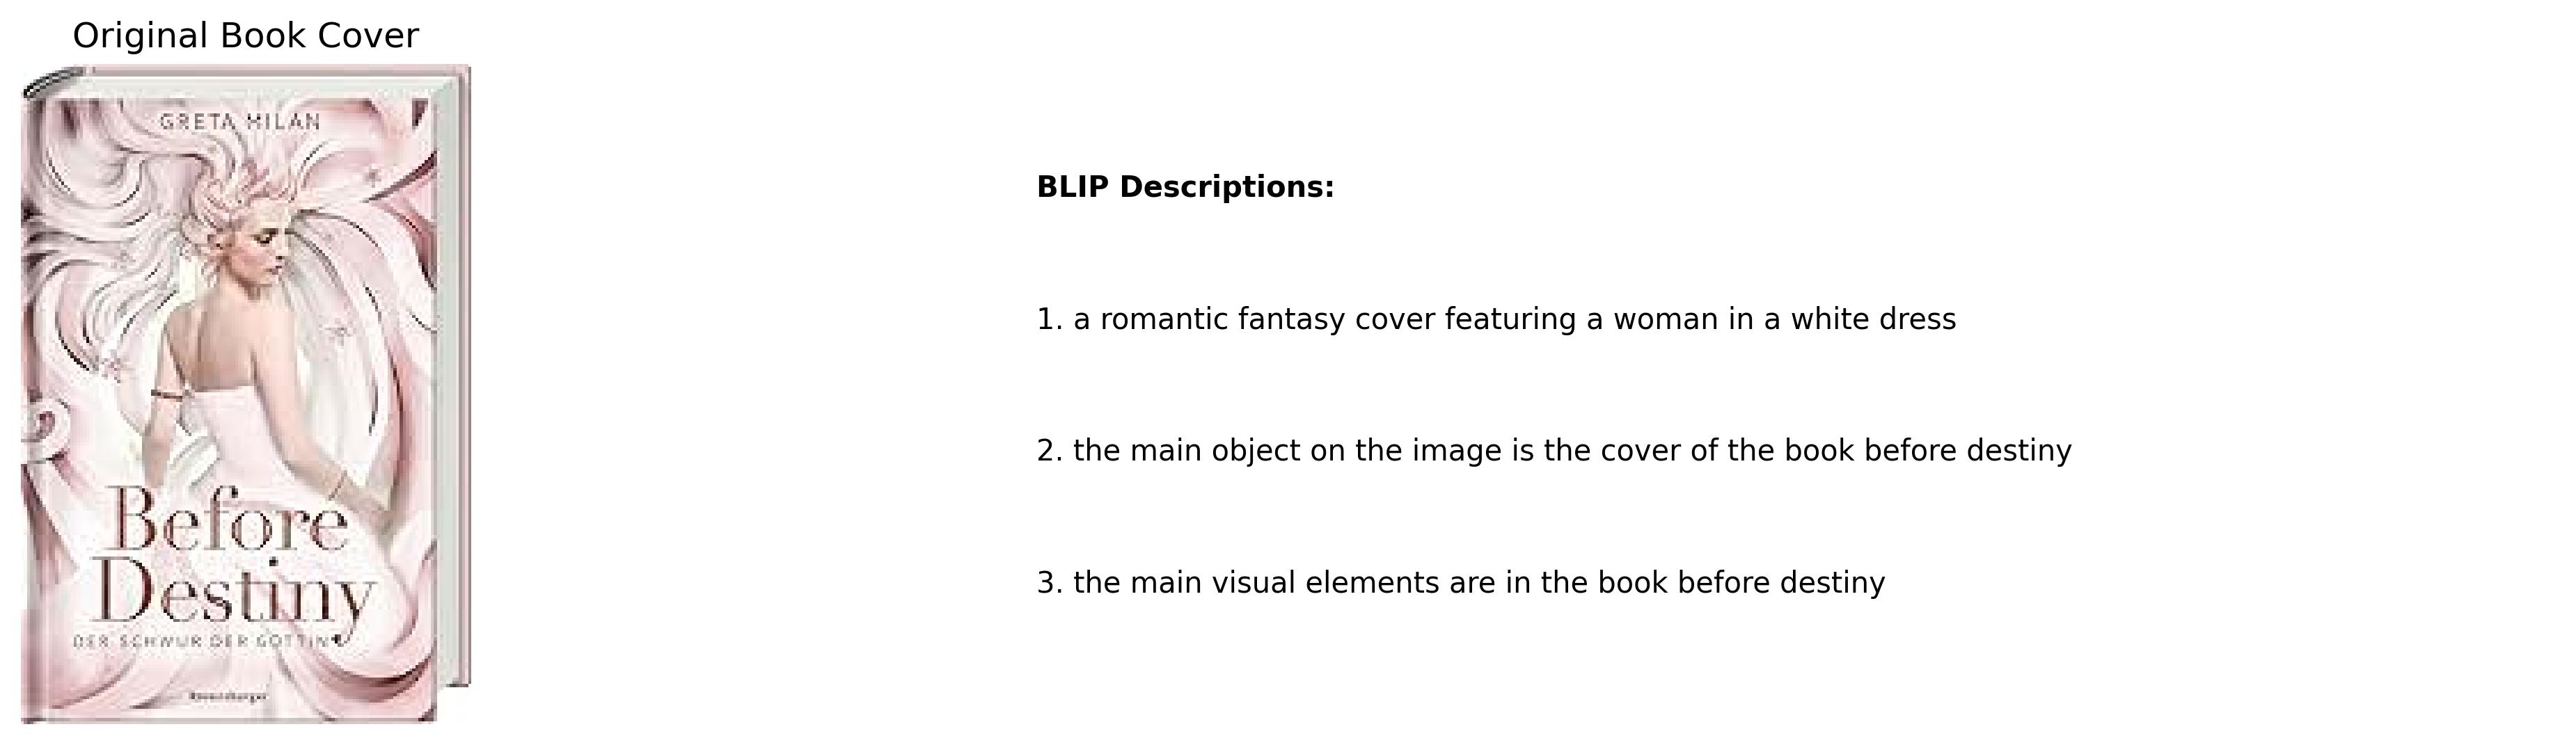 Original Book Cover
GRETA MILAN
Before
Destiny
DER SCHWUR DER GÖTTIN
Ravensburger
BLIP Descriptions:
1. a romantic fantasy cover featuring a woman in a white dress
2. the main object on the image is the cover of the book before destiny
3. the main visual elements are in the book before destiny